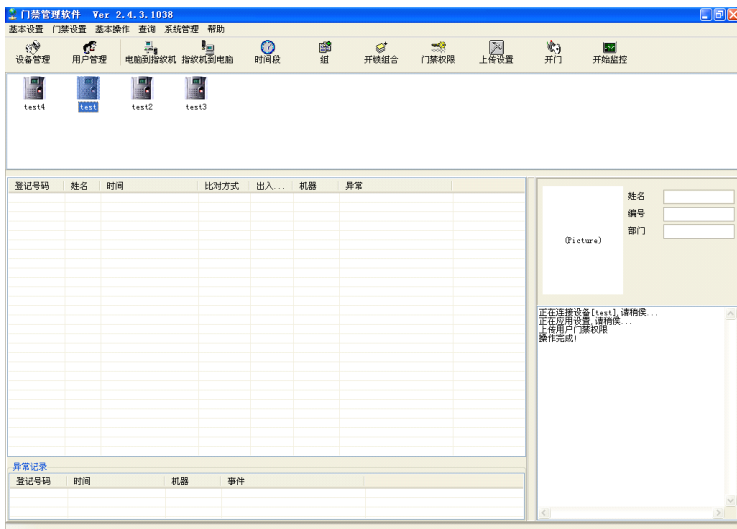 门禁管理软件 Ver 2.4.3.1038
基本设置 门禁设置 基本操作 查询 系统管理 帮助
设备管理 用户管理 电脑到指纹机 指纹机到电脑 时间段 组 开锁组合 门禁权限 上传设置 开门 开始监控
test4 test test2 test3
登记号码 姓名 时间 比对方式 出入... 机器 异常
姓名
编号
部门
(Picture)
正在连接设备[test],请稍侯...
正在应用设置,请稍侯...
上传用户门禁权限
操作完成!
异常记录
登记号码 时间 机器 事件